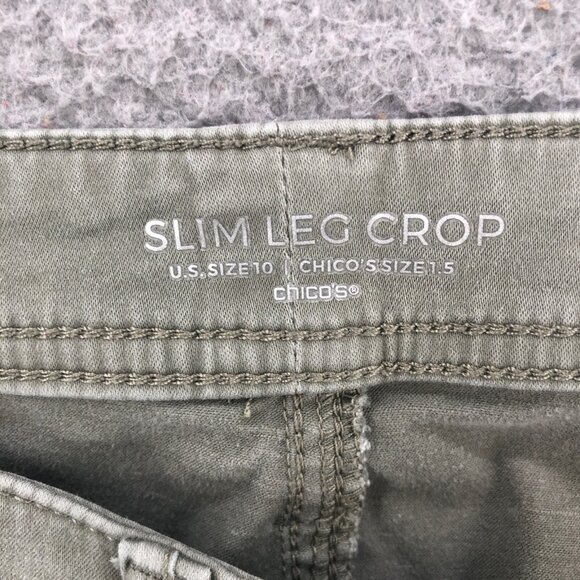 SLIM LEG CROP
U.S. SIZE 10 | CHICO'S SIZE 1.5
CHICO'S®